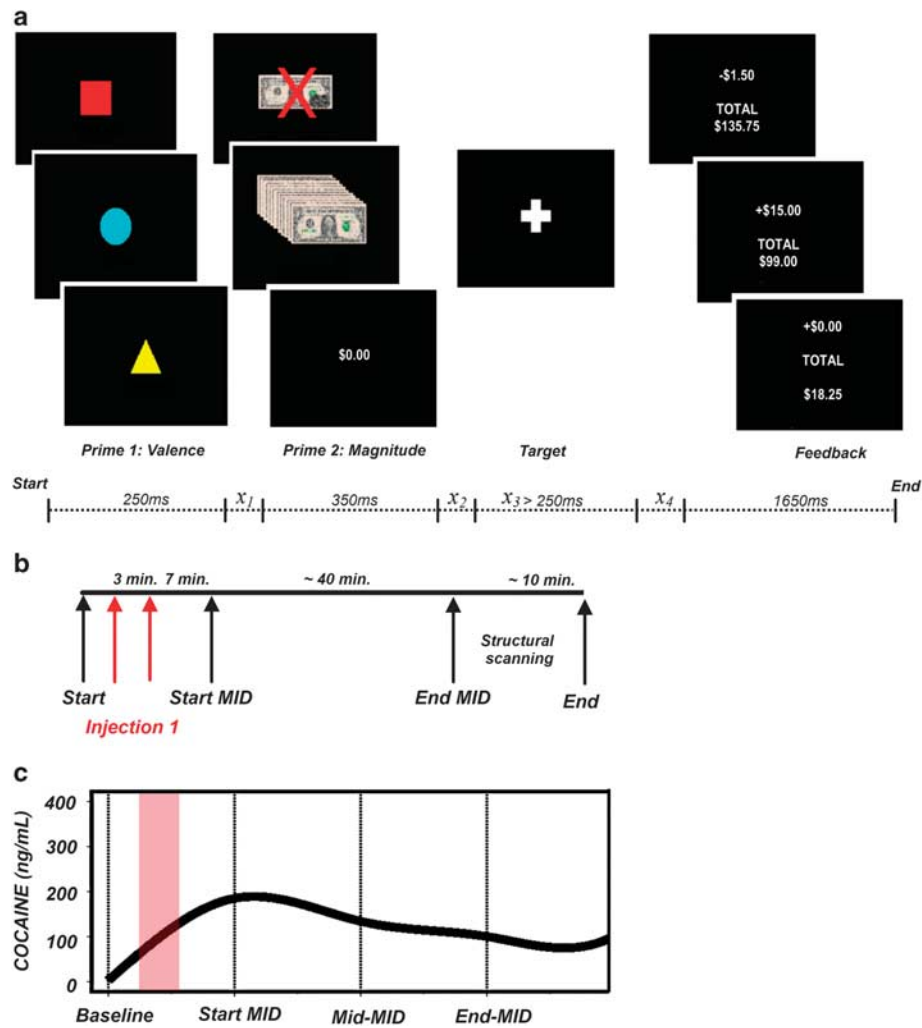 a
-$1.50
TOTAL
$135.75
+$15.00
TOTAL
$99.00
$0.00
+$0.00
TOTAL
$18.25
Prime 1: Valence Prime 2: Magnitude Target Feedback
Start End
250ms x1 350ms x2 x3 > 250ms x4 1650ms
b
3 min. 7 min. ~ 40 min. ~ 10 min.
Structural
scanning
Start Start MID End MID End
Injection 1
c
COCAINE (ng/mL)
400
300
200
100
0
Baseline Start MID Mid-MID End-MID